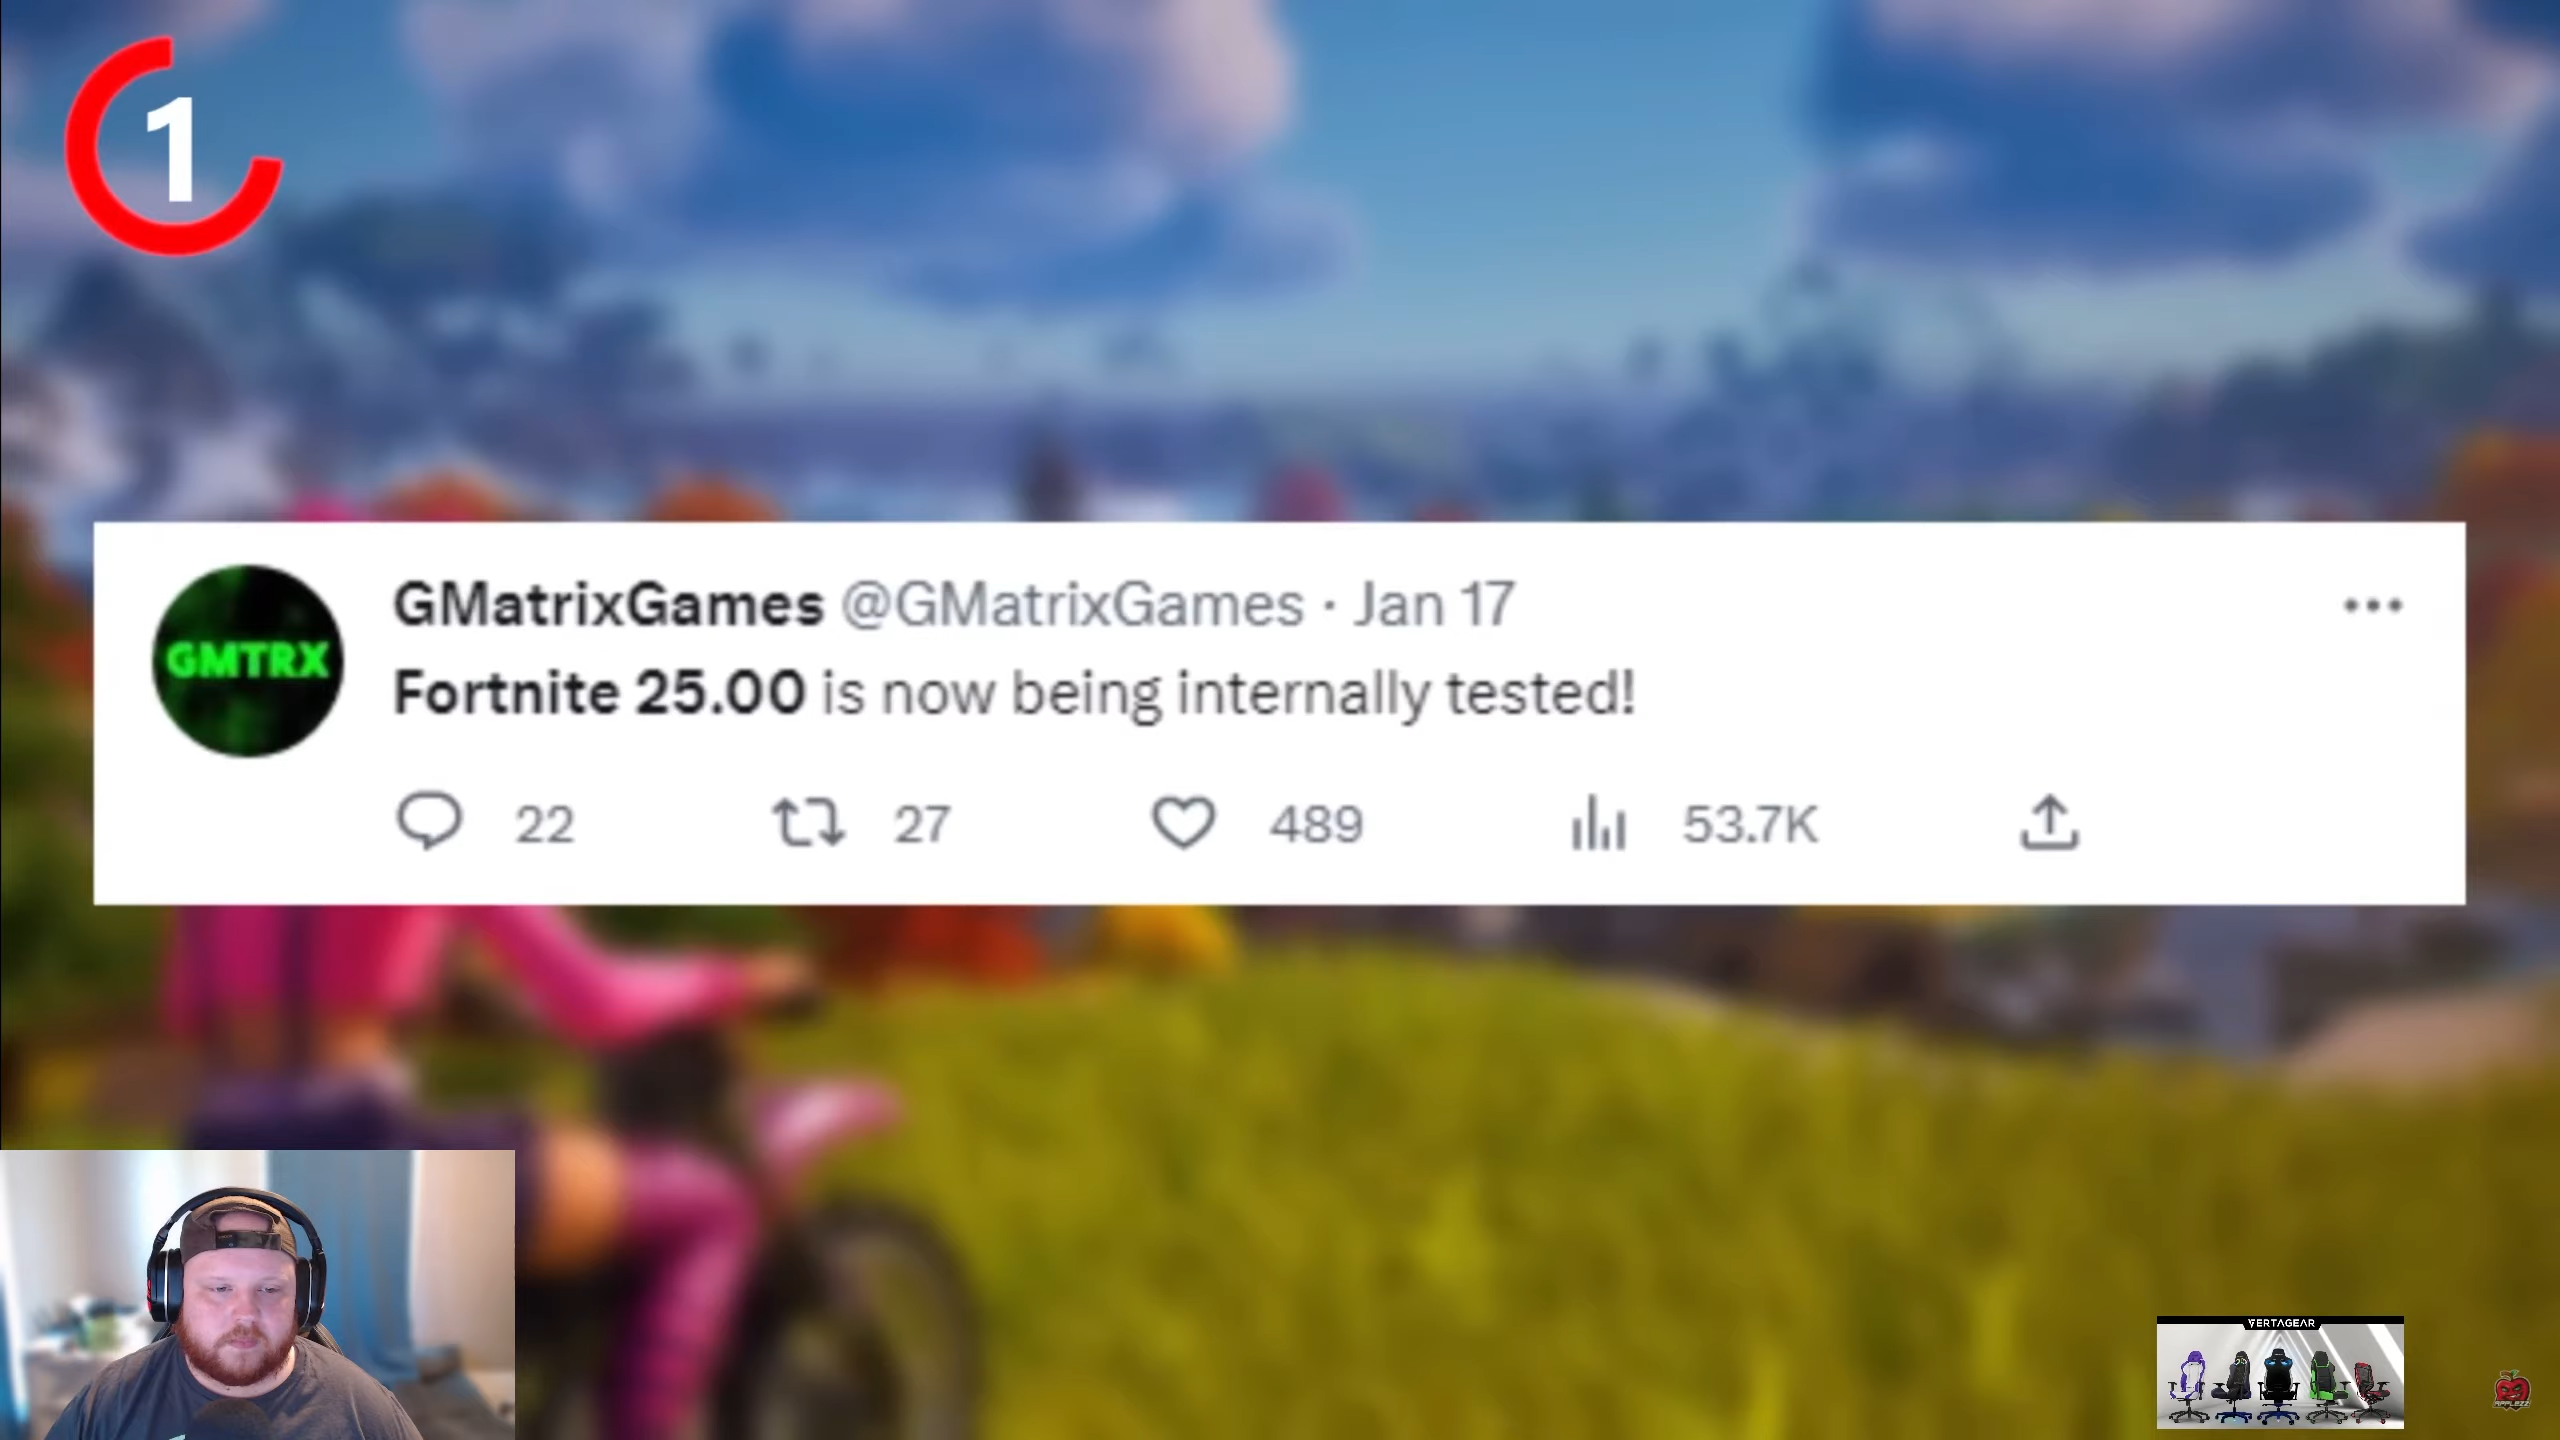 1
GMatrixGames @GMatrixGames · Jan 17
GMTRX
Fortnite 25.00 is now being internally tested!
22 27 489 53.7K
VERTAGEAR
APPLEZZ